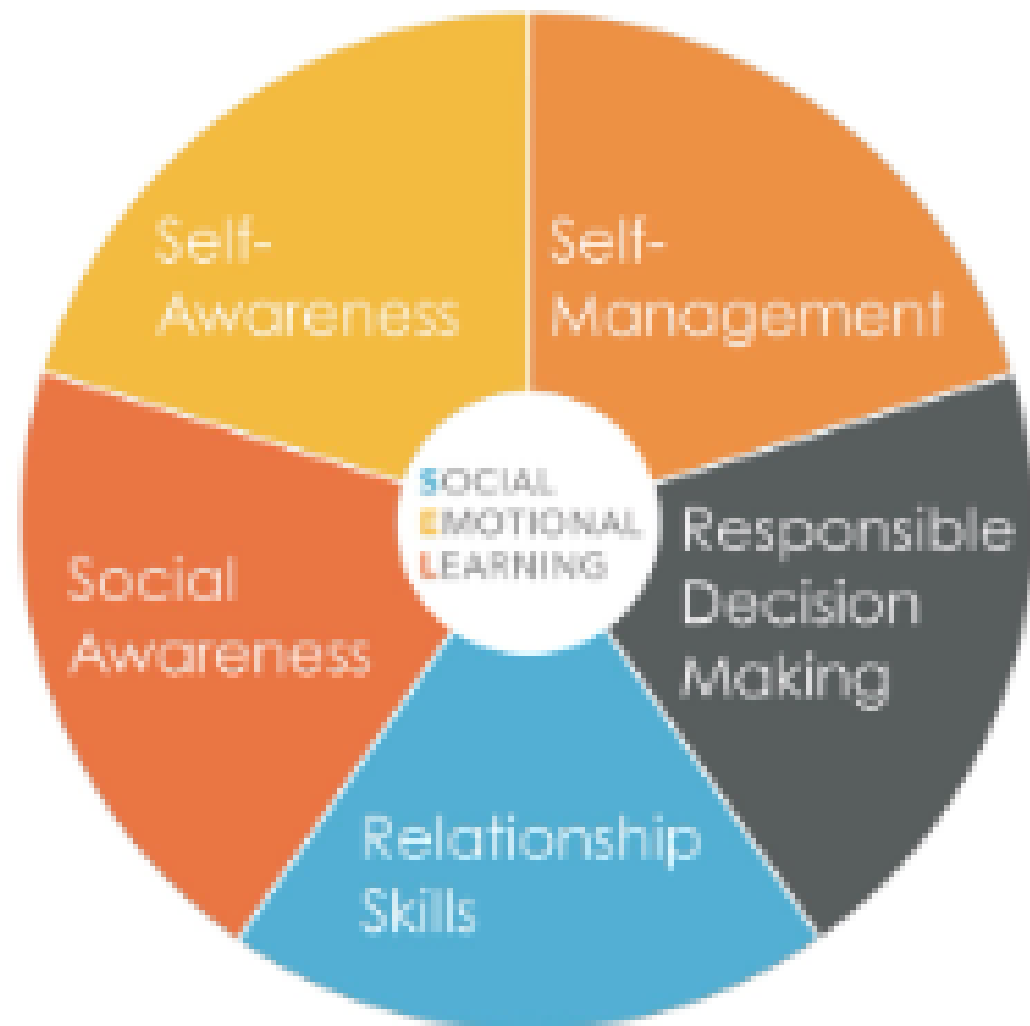 Self-
Awareness
Self-
Management
SOCIAL
EMOTIONAL
LEARNING
Responsible
Decision
Making
Social
Awareness
Relationship
Skills